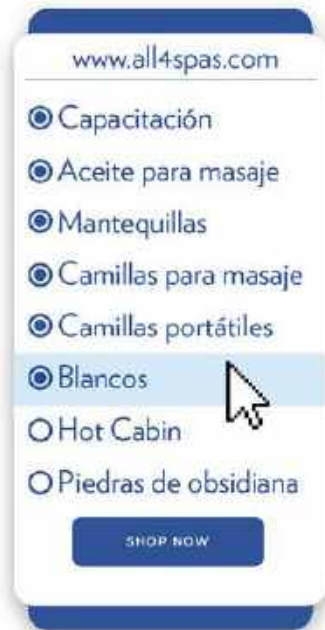 www.all4spas.com
Capacitación
Aceite para masaje
Mantequillas
Camillas para masaje
Camillas portátiles
Blancos
Hot Cabin
Piedras de obsidiana
SHOP NOW